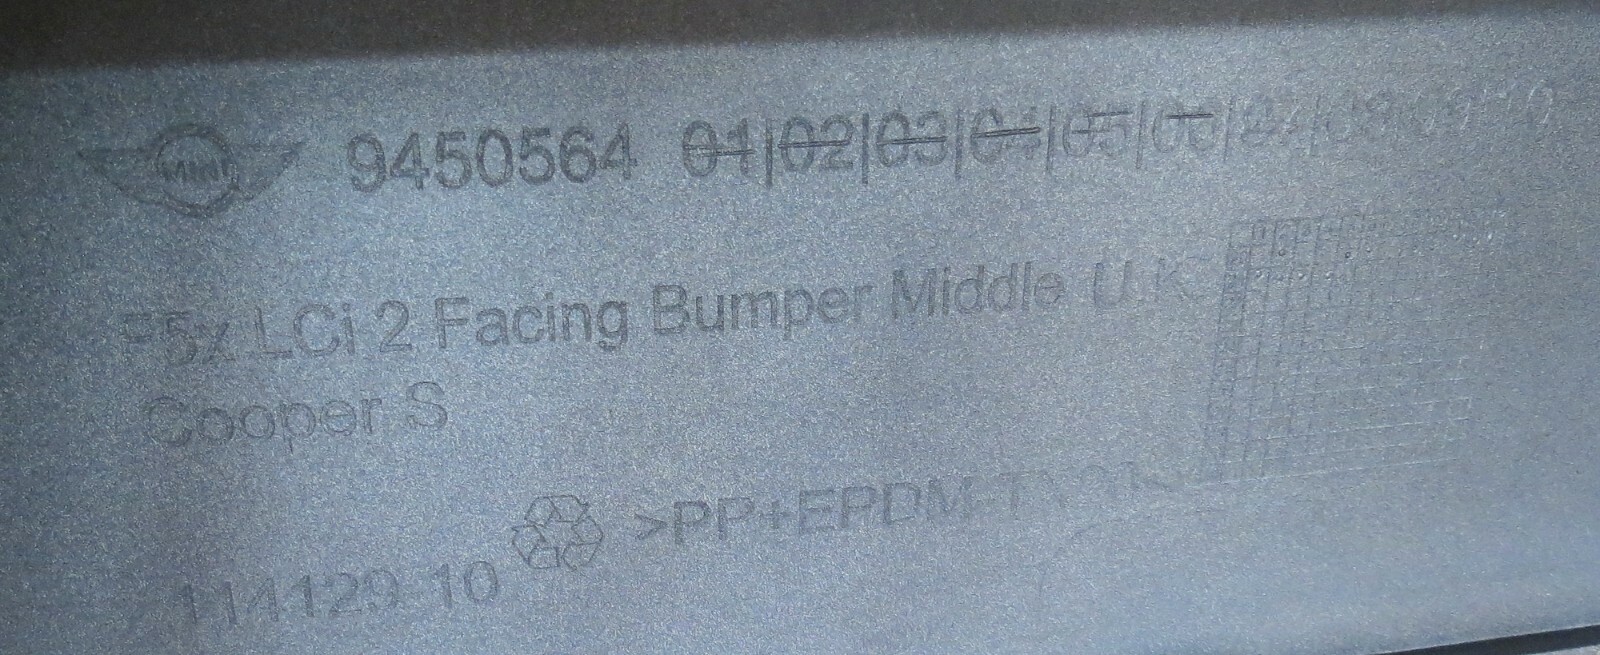 MINI 9450564 01|02|03|04|05|06|07|08|09|10
F5x LCi 2 Facing Bumper Middle U.K
Cooper S
>PP+EPDM-T
114129-10